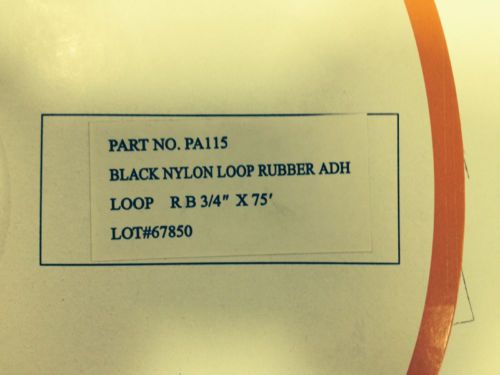 PART NO. PA115
BLACK NYLON LOOP RUBBER ADH
LOOP R B 3/4" X 75'
LOT#67850